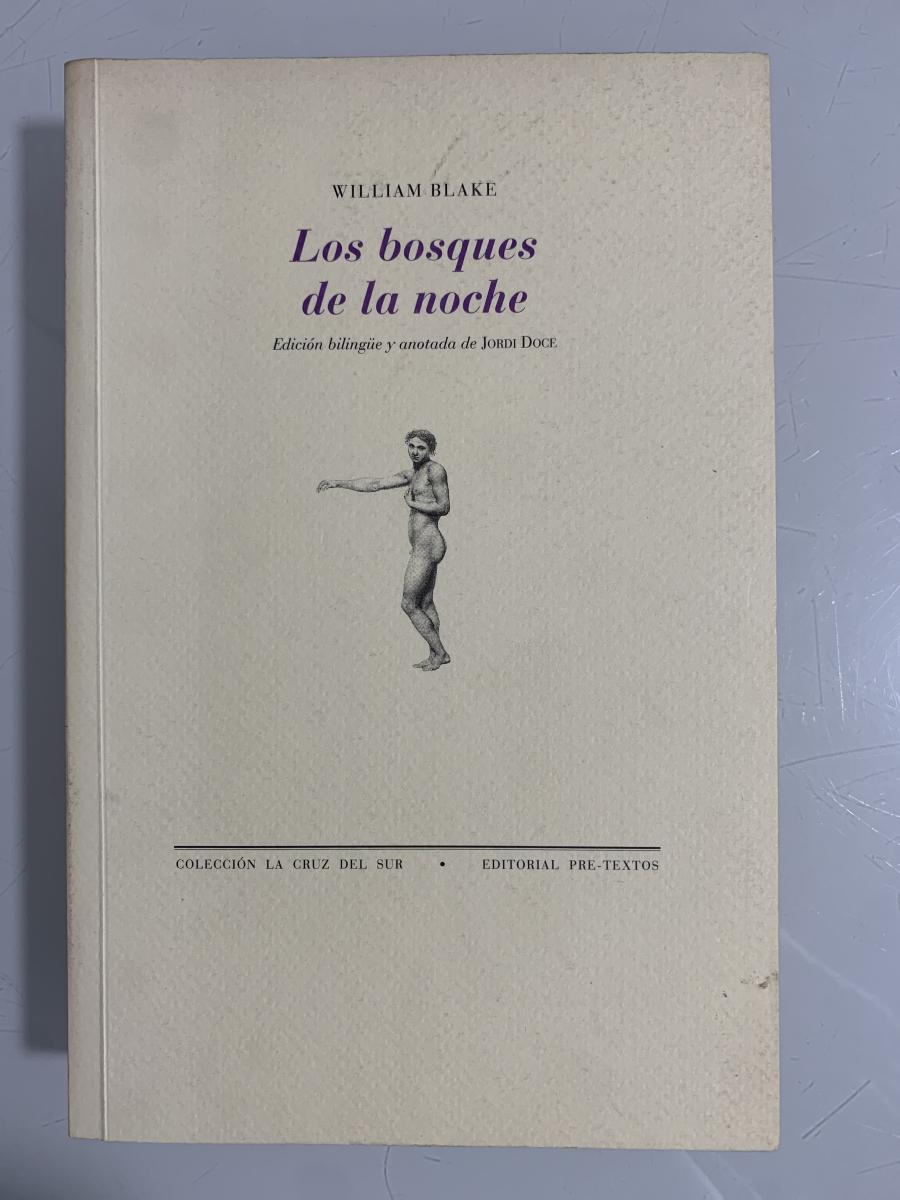 WILLIAM BLAKE
Los bosques
de la noche
Edición bilingüe y anotada de JORDI DOCE
COLECCIÓN LA CRUZ DEL SUR • EDITORIAL PRE-TEXTOS